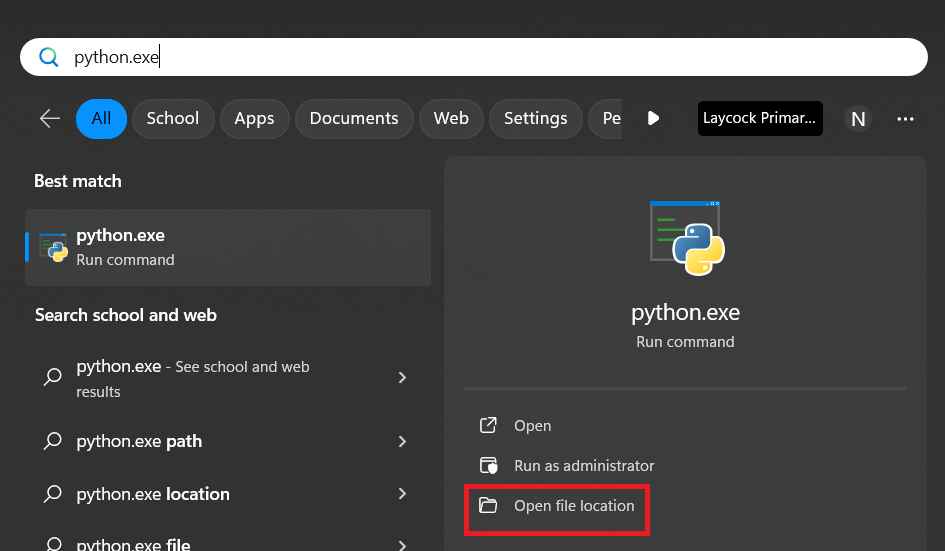 python.exe
All
School
Apps
Documents
Web
Settings
Pe
Laycock Primar...
N
Best match
python.exe
Run command
Search school and web
python.exe - See school and web
results
python.exe path
python.exe location
python.exe file
python.exe
Run command
Open
Run as administrator
Open file location